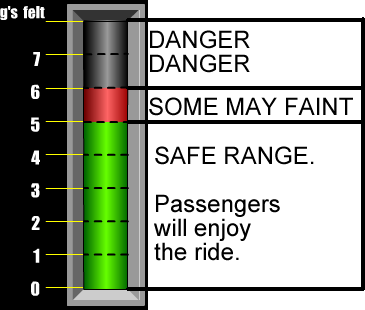 g's felt
7
6
5
4
3
2
1
0
DANGER
DANGER
SOME MAY FAINT
SAFE RANGE.
Passengers
will enjoy
the ride.